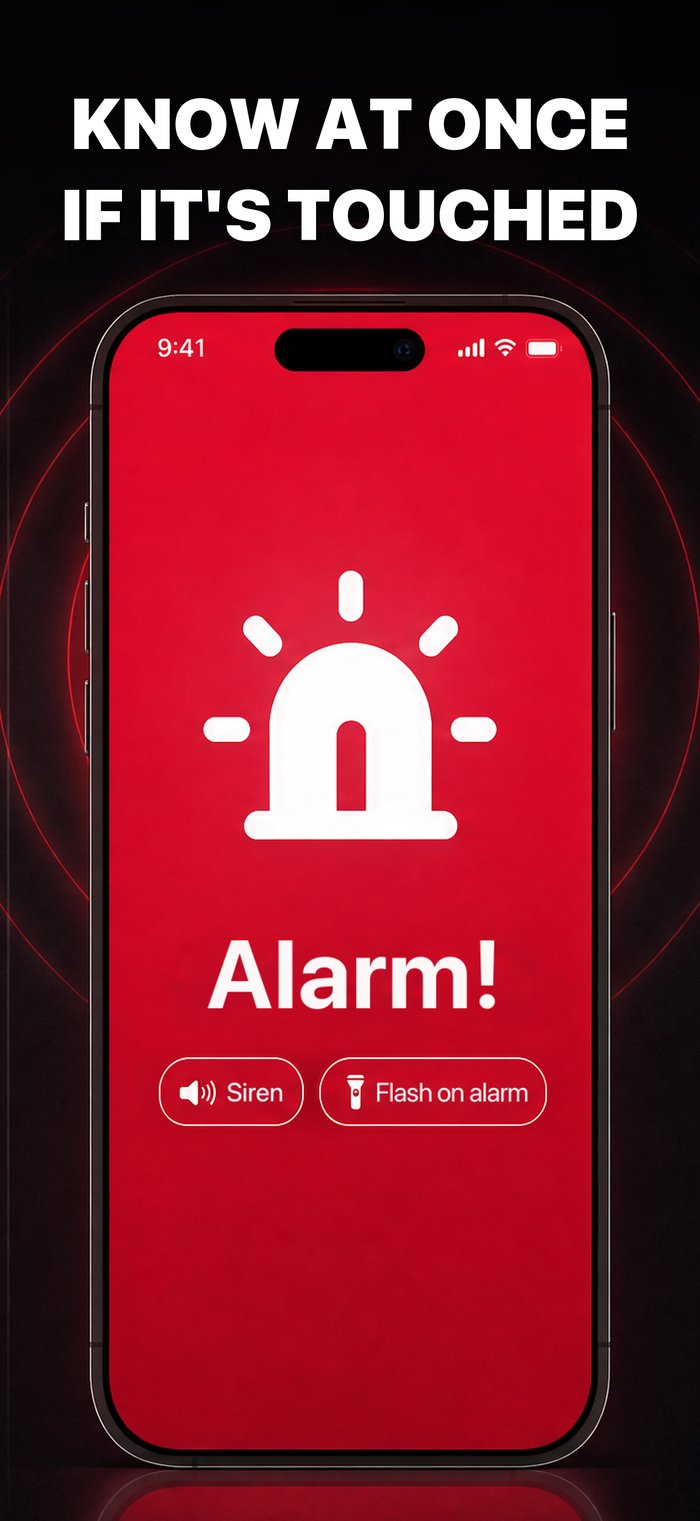 KNOW AT ONCE
IF IT'S TOUCHED
9:41
Alarm!
Siren
Flash on alarm